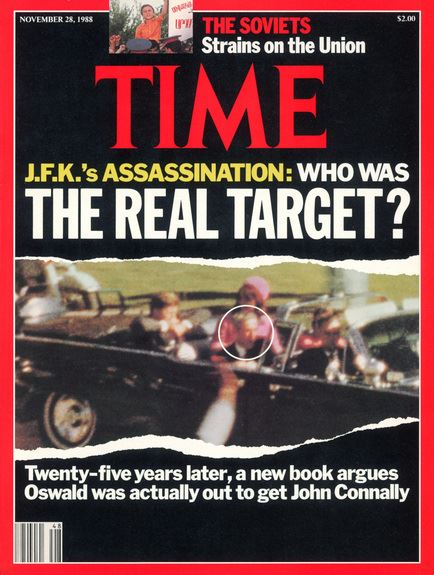 NOVEMBER 28, 1988
THE SOVIETS
$2.00
Strains on the Union
TIME
J.F.K.'s ASSASSINATION: WHO WAS
THE REAL TARGET?
Twenty-five years later, a new book argues
Oswald was actually out to get John Connally
48